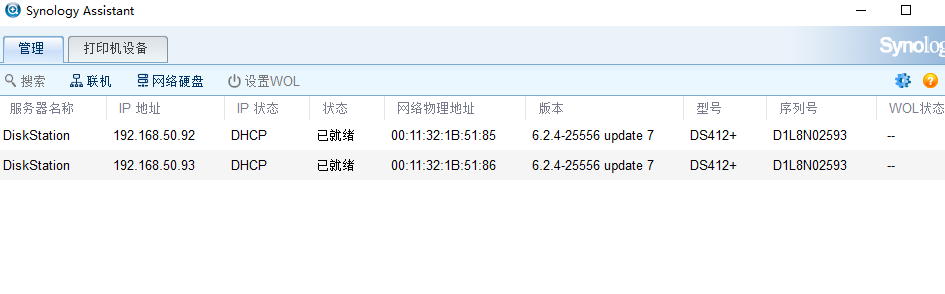 Synology Assistant
管理 打印机设备 Synolog
搜索 联机 网络硬盘 设置WOL
服务器名称 IP 地址 IP 状态 状态 网络物理地址 版本 型号 序列号 WOL状态
DiskStation 192.168.50.92 DHCP 已就绪 00:11:32:1B:51:85 6.2.4-25556 update 7 DS412+ D1L8N02593 --
DiskStation 192.168.50.93 DHCP 已就绪 00:11:32:1B:51:86 6.2.4-25556 update 7 DS412+ D1L8N02593 --